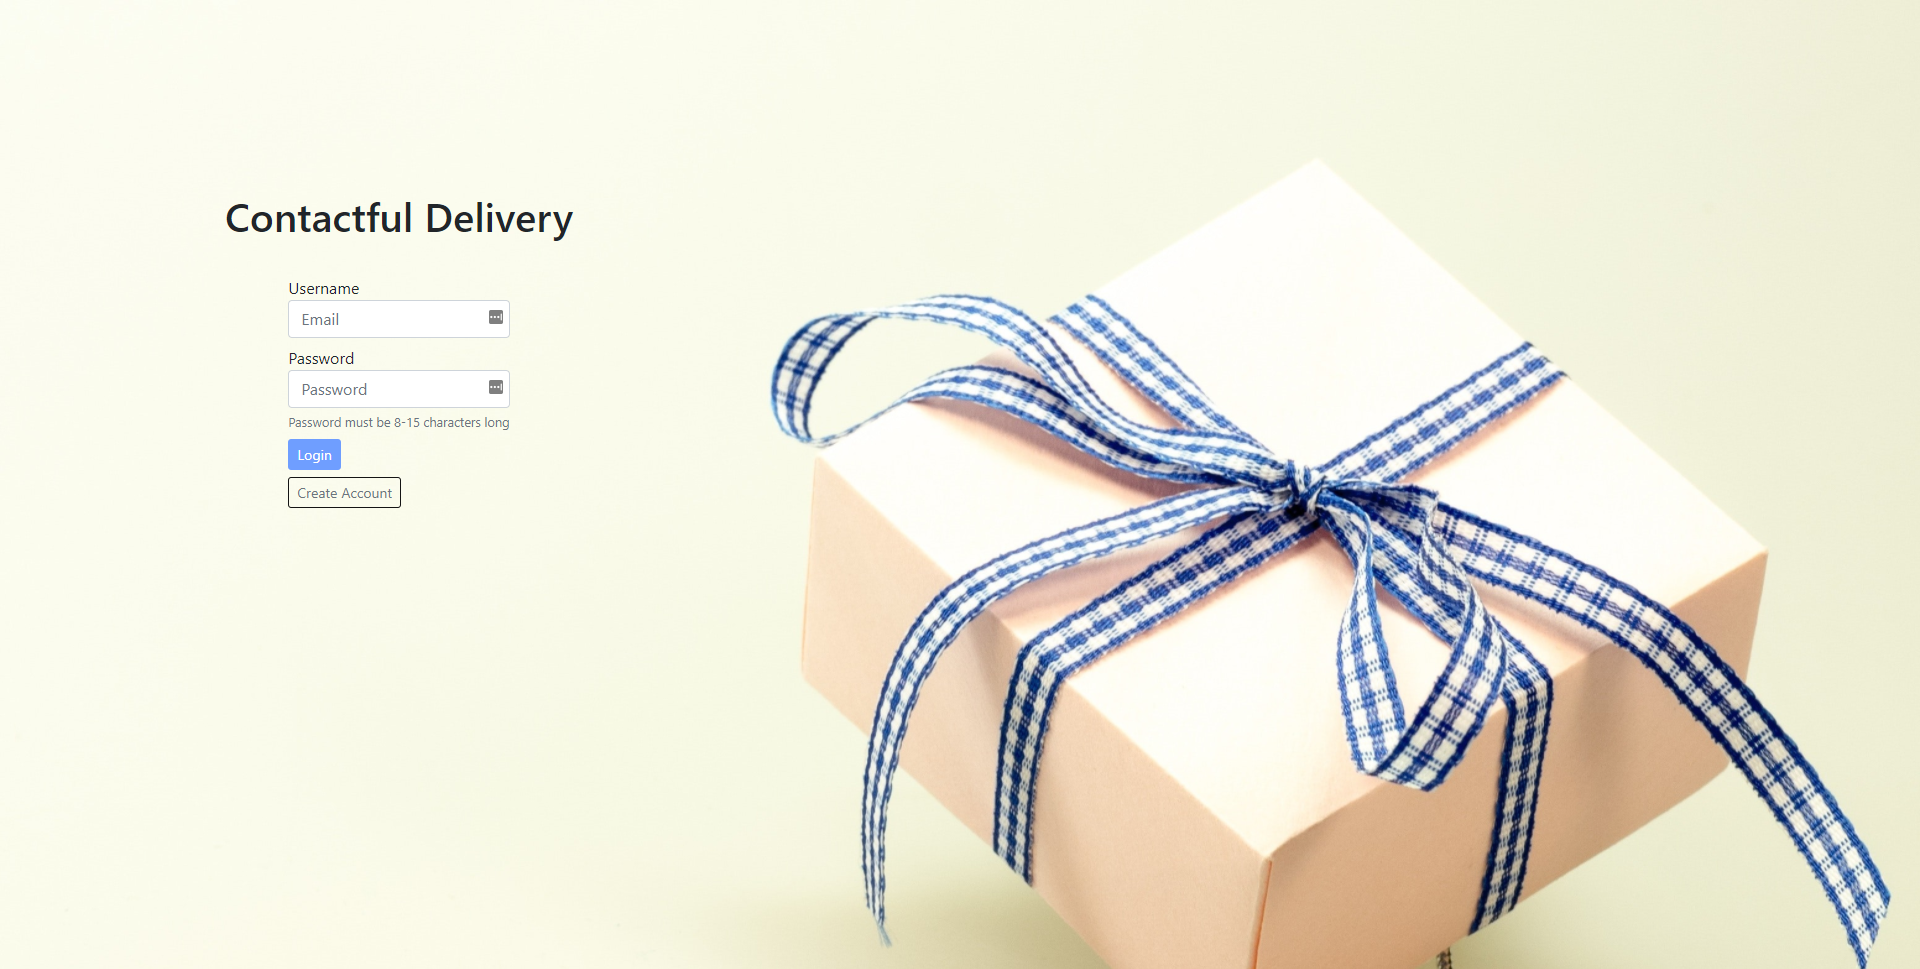 Contactful Delivery
Username
Email
Password
Password
Password must be 8-15 characters long
Login
Create Account